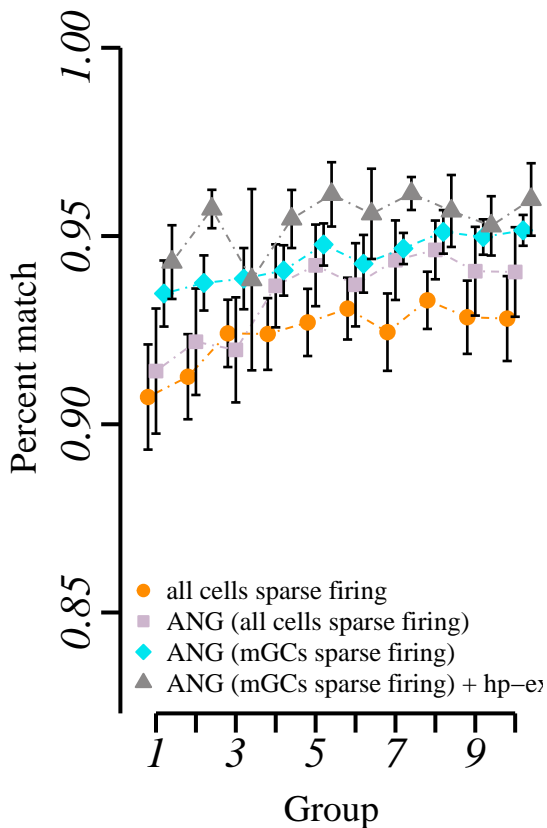 1.00
0.95
0.90
0.85
Percent match
all cells sparse firing
ANG (all cells sparse firing)
ANG (mGCs sparse firing)
ANG (mGCs sparse firing) + hp−ex
1 3 5 7 9
Group